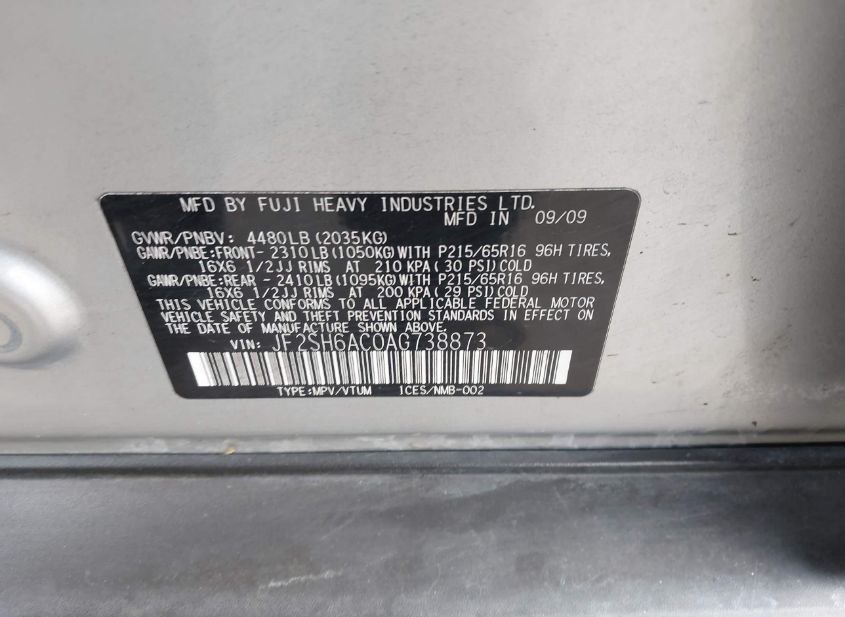 MFD BY FUJI HEAVY INDUSTRIES LTD.
MFD IN 09/09
GVWR/PNBV: 4480LB(2035KG)
GAWR/PNBE:FRONT- 2310LB(1050KG)WITH P215/65R16 96H TIRES,
16X6 1/2JJ RIMS AT 210 KPA(30 PSI)COLD
GAWR/PNBE:REAR - 2410LB(1095KG)WITH P215/65R16 96H TIRES,
16X6 1/2JJ RIMS AT 200 KPA(29 PSI)COLD
THIS VEHICLE CONFORMS TO ALL APPLICABLE FEDERAL MOTOR
VEHICLE SAFETY AND THEFT PREVENTION STANDARDS IN EFFECT ON
THE DATE OF MANUFACTURE SHOWN ABOVE.
VIN: JF2SH6AC0AG738873
TYPE:MPV/VTUM ICES/NMB-002